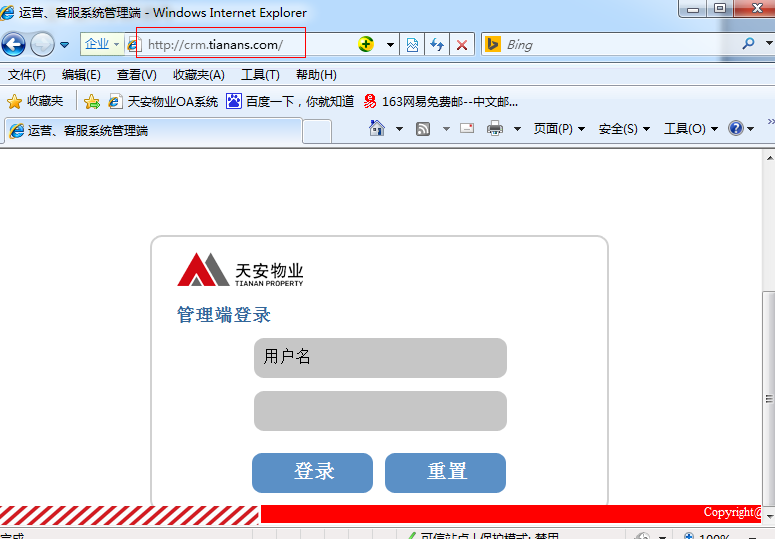 运营、客服系统管理端 - Windows Internet Explorer
企业 http://crm.tianans.com/ Bing
文件(F) 编辑(E) 查看(V) 收藏夹(A) 工具(T) 帮助(H)
收藏夹 天安物业OA系统 百度一下，你就知道 163网易免费邮--中文邮...
运营、客服系统管理端 页面(P) 安全(S) 工具(O)
天安物业
TIANAN PROPERTY
管理端登录
用户名
登录 重置
Copyright@
完成 可信站点 | 保护模式: 禁用 100%